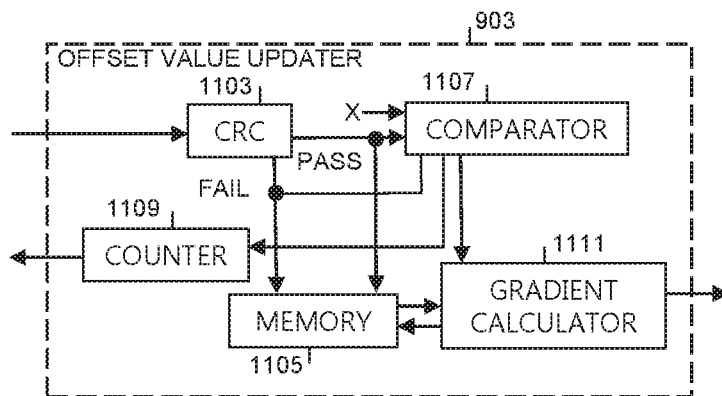 903
OFFSET VALUE UPDATER
1103
1107
X
CRC
COMPARATOR
PASS
FAIL
1109
COUNTER
1111
GRADIENT
CALCULATOR
MEMORY
1105